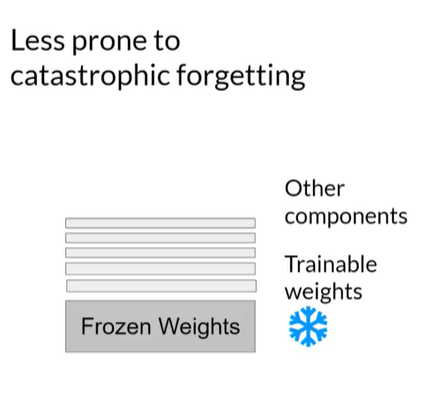 Less prone to
catastrophic forgetting
Other
components
Trainable
weights
Frozen Weights